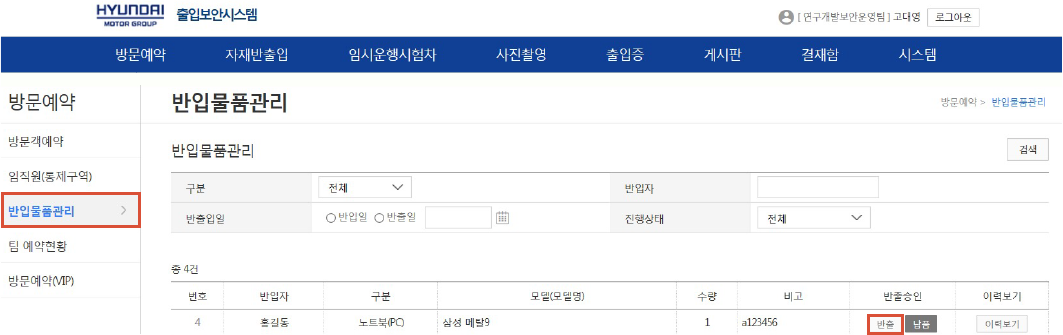 HYUNDAI
MOTOR GROUP
출입보안시스템
[ 연구개발보안운영팀 ] 고대영 로그아웃
방문예약 자재반출입 임시운행시험차 사진촬영 출입증 게시판 결재함 시스템
방문예약
방문객예약
임직원(통제구역)
반입물품관리 >
팀 예약현황
방문예약(VIP)
반입물품관리
방문예약 > 반입물품관리
반입물품관리 검색
구분 전체 반입자
반출입일 반입일 반출일 진행상태 전체
총 4건
번호 반입자 구분 모델(모델명) 수량 비고 반출승인 이력보기
4 홍길동 노트북(PC) 삼성 메탈9 1 a123456 반출 납품 이력보기